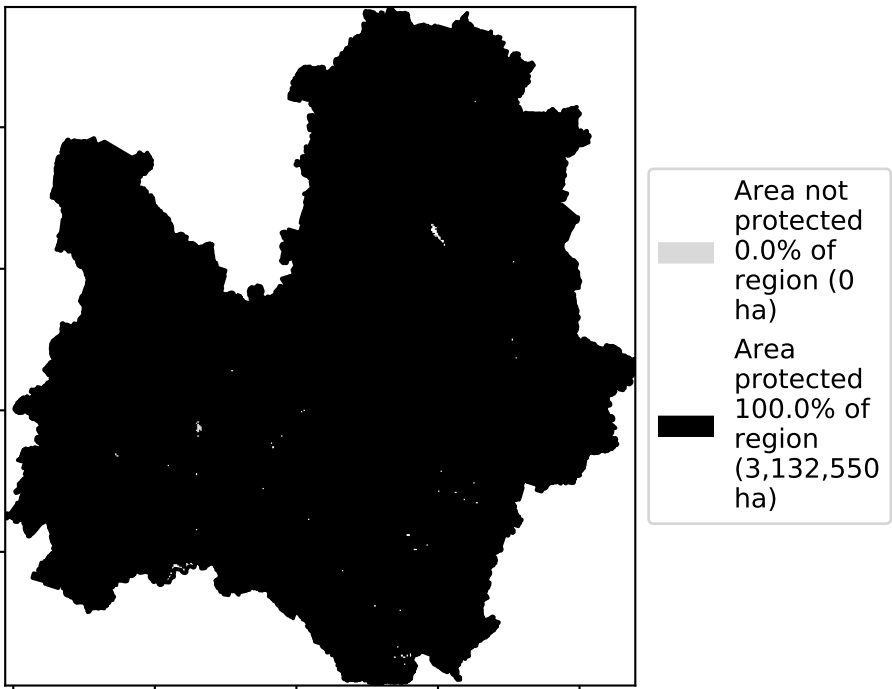 Area not
protected
0.0% of
region (0
ha)
Area
protected
100.0% of
region
(3,132,550
ha)